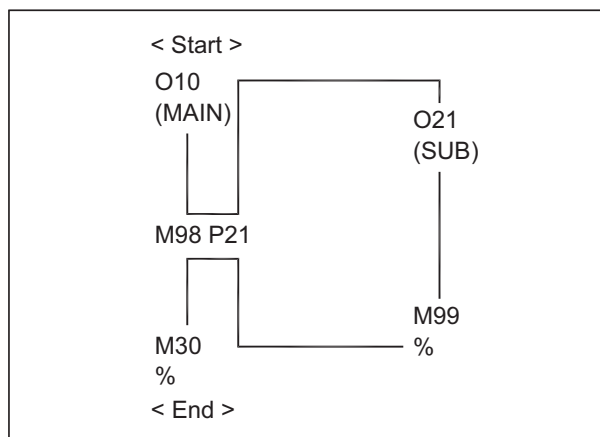 < Start >
O10
(MAIN)
M98 P21
M30
%
< End >
O21
(SUB)
M99
%